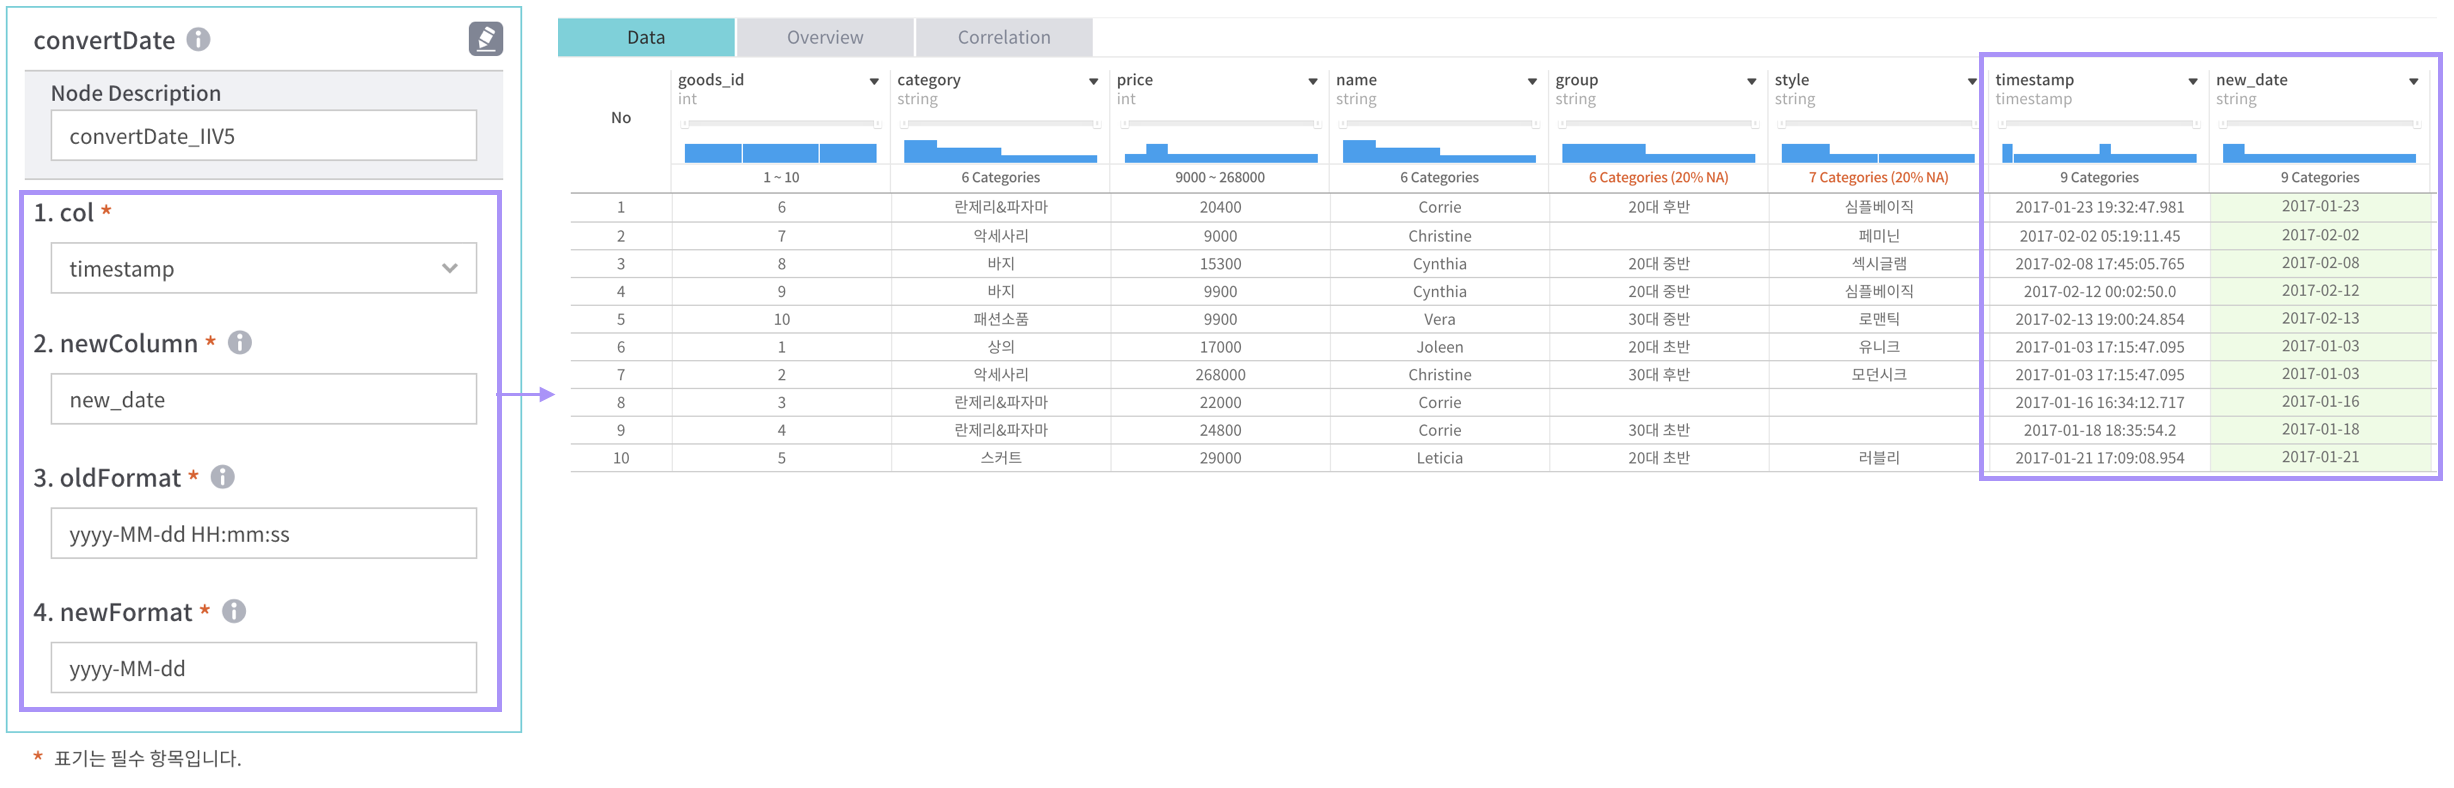 convertDate
Node Description
convertDate_IIV5
1. col *
timestamp
2. newColumn *
new_date
3. oldFormat *
yyyy-MM-dd HH:mm:ss
4. newFormat *
yyyy-MM-dd
* 표기는 필수 항목입니다.
Data Overview Correlation
No goods_id category price name group style timestamp new_date
int string int string string string timestamp string
1 ~ 10 6 Categories 9000 ~ 268000 6 Categories 6 Categories (20% NA) 7 Categories (20% NA) 9 Categories 9 Categories
1 6 란제리&파자마 20400 Corrie 20대 후반 심플베이직 2017-01-23 19:32:47.981 2017-01-23
2 7 악세사리 9000 Christine 페미닌 2017-02-02 05:19:11.45 2017-02-02
3 8 바지 15300 Cynthia 20대 중반 섹시글램 2017-02-08 17:45:05.765 2017-02-08
4 9 바지 9900 Cynthia 20대 중반 심플베이직 2017-02-12 00:02:50.0 2017-02-12
5 10 패션소품 9900 Vera 30대 중반 로맨틱 2017-02-13 19:00:24.854 2017-02-13
6 1 상의 17000 Joleen 20대 초반 유니크 2017-01-03 17:15:47.095 2017-01-03
7 2 악세사리 268000 Christine 30대 후반 모던시크 2017-01-03 17:15:47.095 2017-01-03
8 3 란제리&파자마 22000 Corrie 2017-01-16 16:34:12.717 2017-01-16
9 4 란제리&파자마 24800 Corrie 30대 초반 2017-01-18 18:35:54.2 2017-01-18
10 5 스커트 29000 Leticia 20대 초반 러블리 2017-01-21 17:09:08.954 2017-01-21